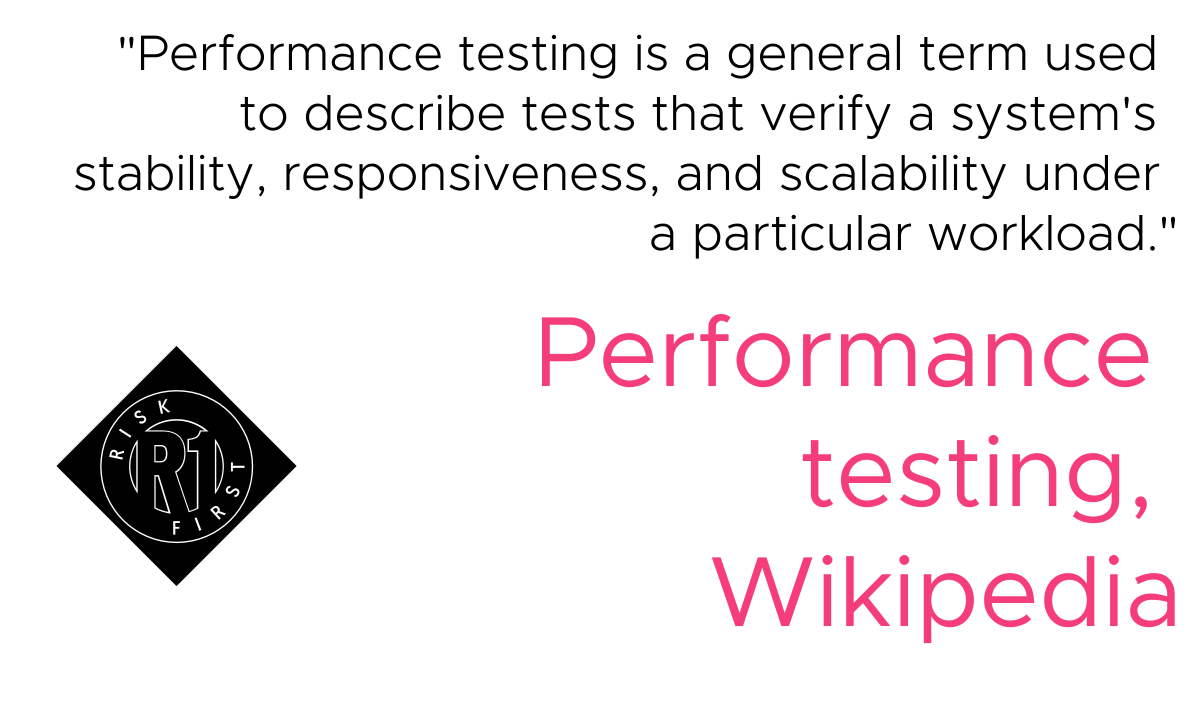 "Performance testing is a general term used
to describe tests that verify a system's
stability, responsiveness, and scalability under
a particular workload."
Performance
testing,
Wikipedia
RISK
R1
FIRST